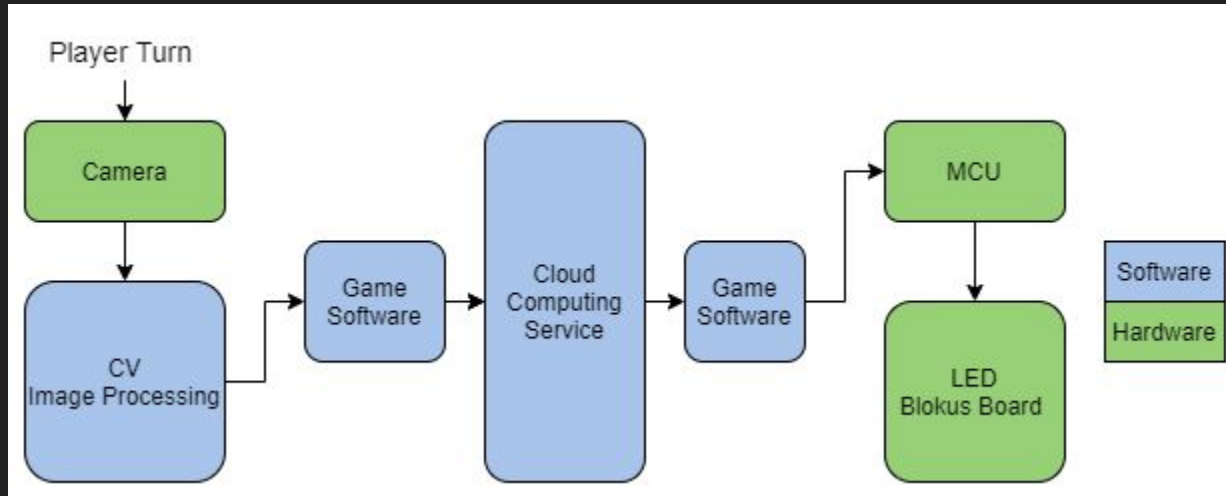 Player Turn
Camera
CV
Image Processing
Game
Software
Cloud
Computing
Service
Game
Software
MCU
LED
Blokus Board
Software
Hardware